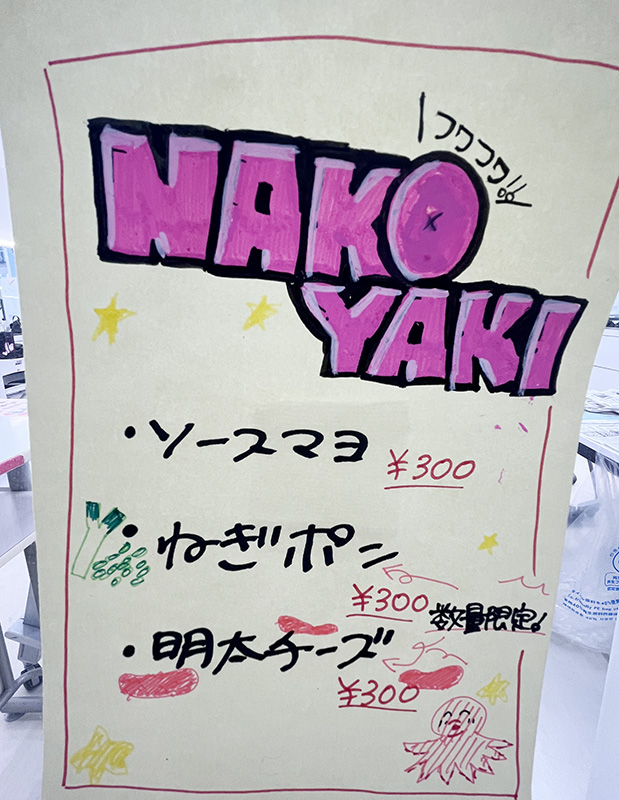 フワフワ!!
NAKO
YAKI
・ソースマヨ
¥300
・ねぎポン
¥300
数量限定!
・明太チーズ
¥300